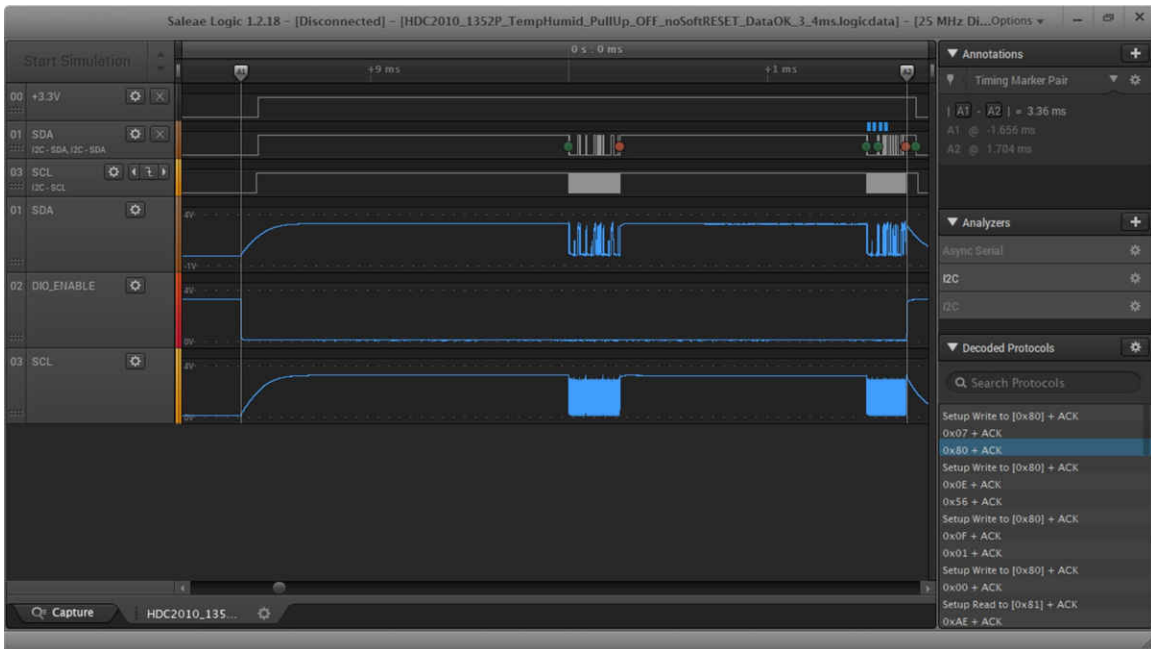 Saleae Logic 1.2.18 - [Disconnected] - [HDC2010_1352P_TempHumid_PullUp_OFF_noSoftRESET_DataOK_3_4ms.logicdata] - [25 MHz Di...Options
Start Simulation
0 s : 0 ms
A1 +9 ms +1 ms A2
00 +3.3V
01 SDA
I2C - SDA, I2C - SDA
03 SCL
I2C - SCL
01 SDA
4V
-1V
02 DIO_ENABLE
4V
0V
03 SCL
4V
0V
Capture
HDC2010_135...
Annotations
Timing Marker Pair
| A1 - A2 | = 3.36 ms
A1 @ -1.656 ms
A2 @ 1.704 ms
Analyzers
Async Serial
I2C
I2C
Decoded Protocols
Search Protocols
Setup Write to [0x80] + ACK
0x07 + ACK
0x80 + ACK
Setup Write to [0x80] + ACK
0x0E + ACK
0x56 + ACK
Setup Write to [0x80] + ACK
0x0F + ACK
0x01 + ACK
Setup Write to [0x80] + ACK
0x00 + ACK
Setup Read to [0x81] + ACK
0xAE + ACK